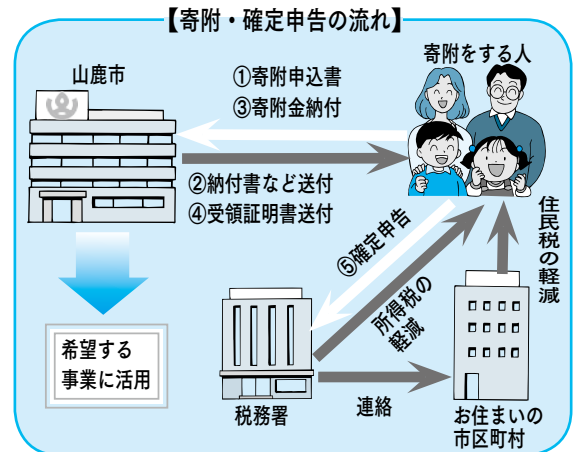 【寄附・確定申告の流れ】
山鹿市
寄附をする人
①寄附申込書
③寄附金納付
②納付書など送付
④受領証明書送付
⑤確定申告
所得税の
軽減
住民税の軽減
希望する
事業に活用
税務署
連絡
お住まいの
市区町村